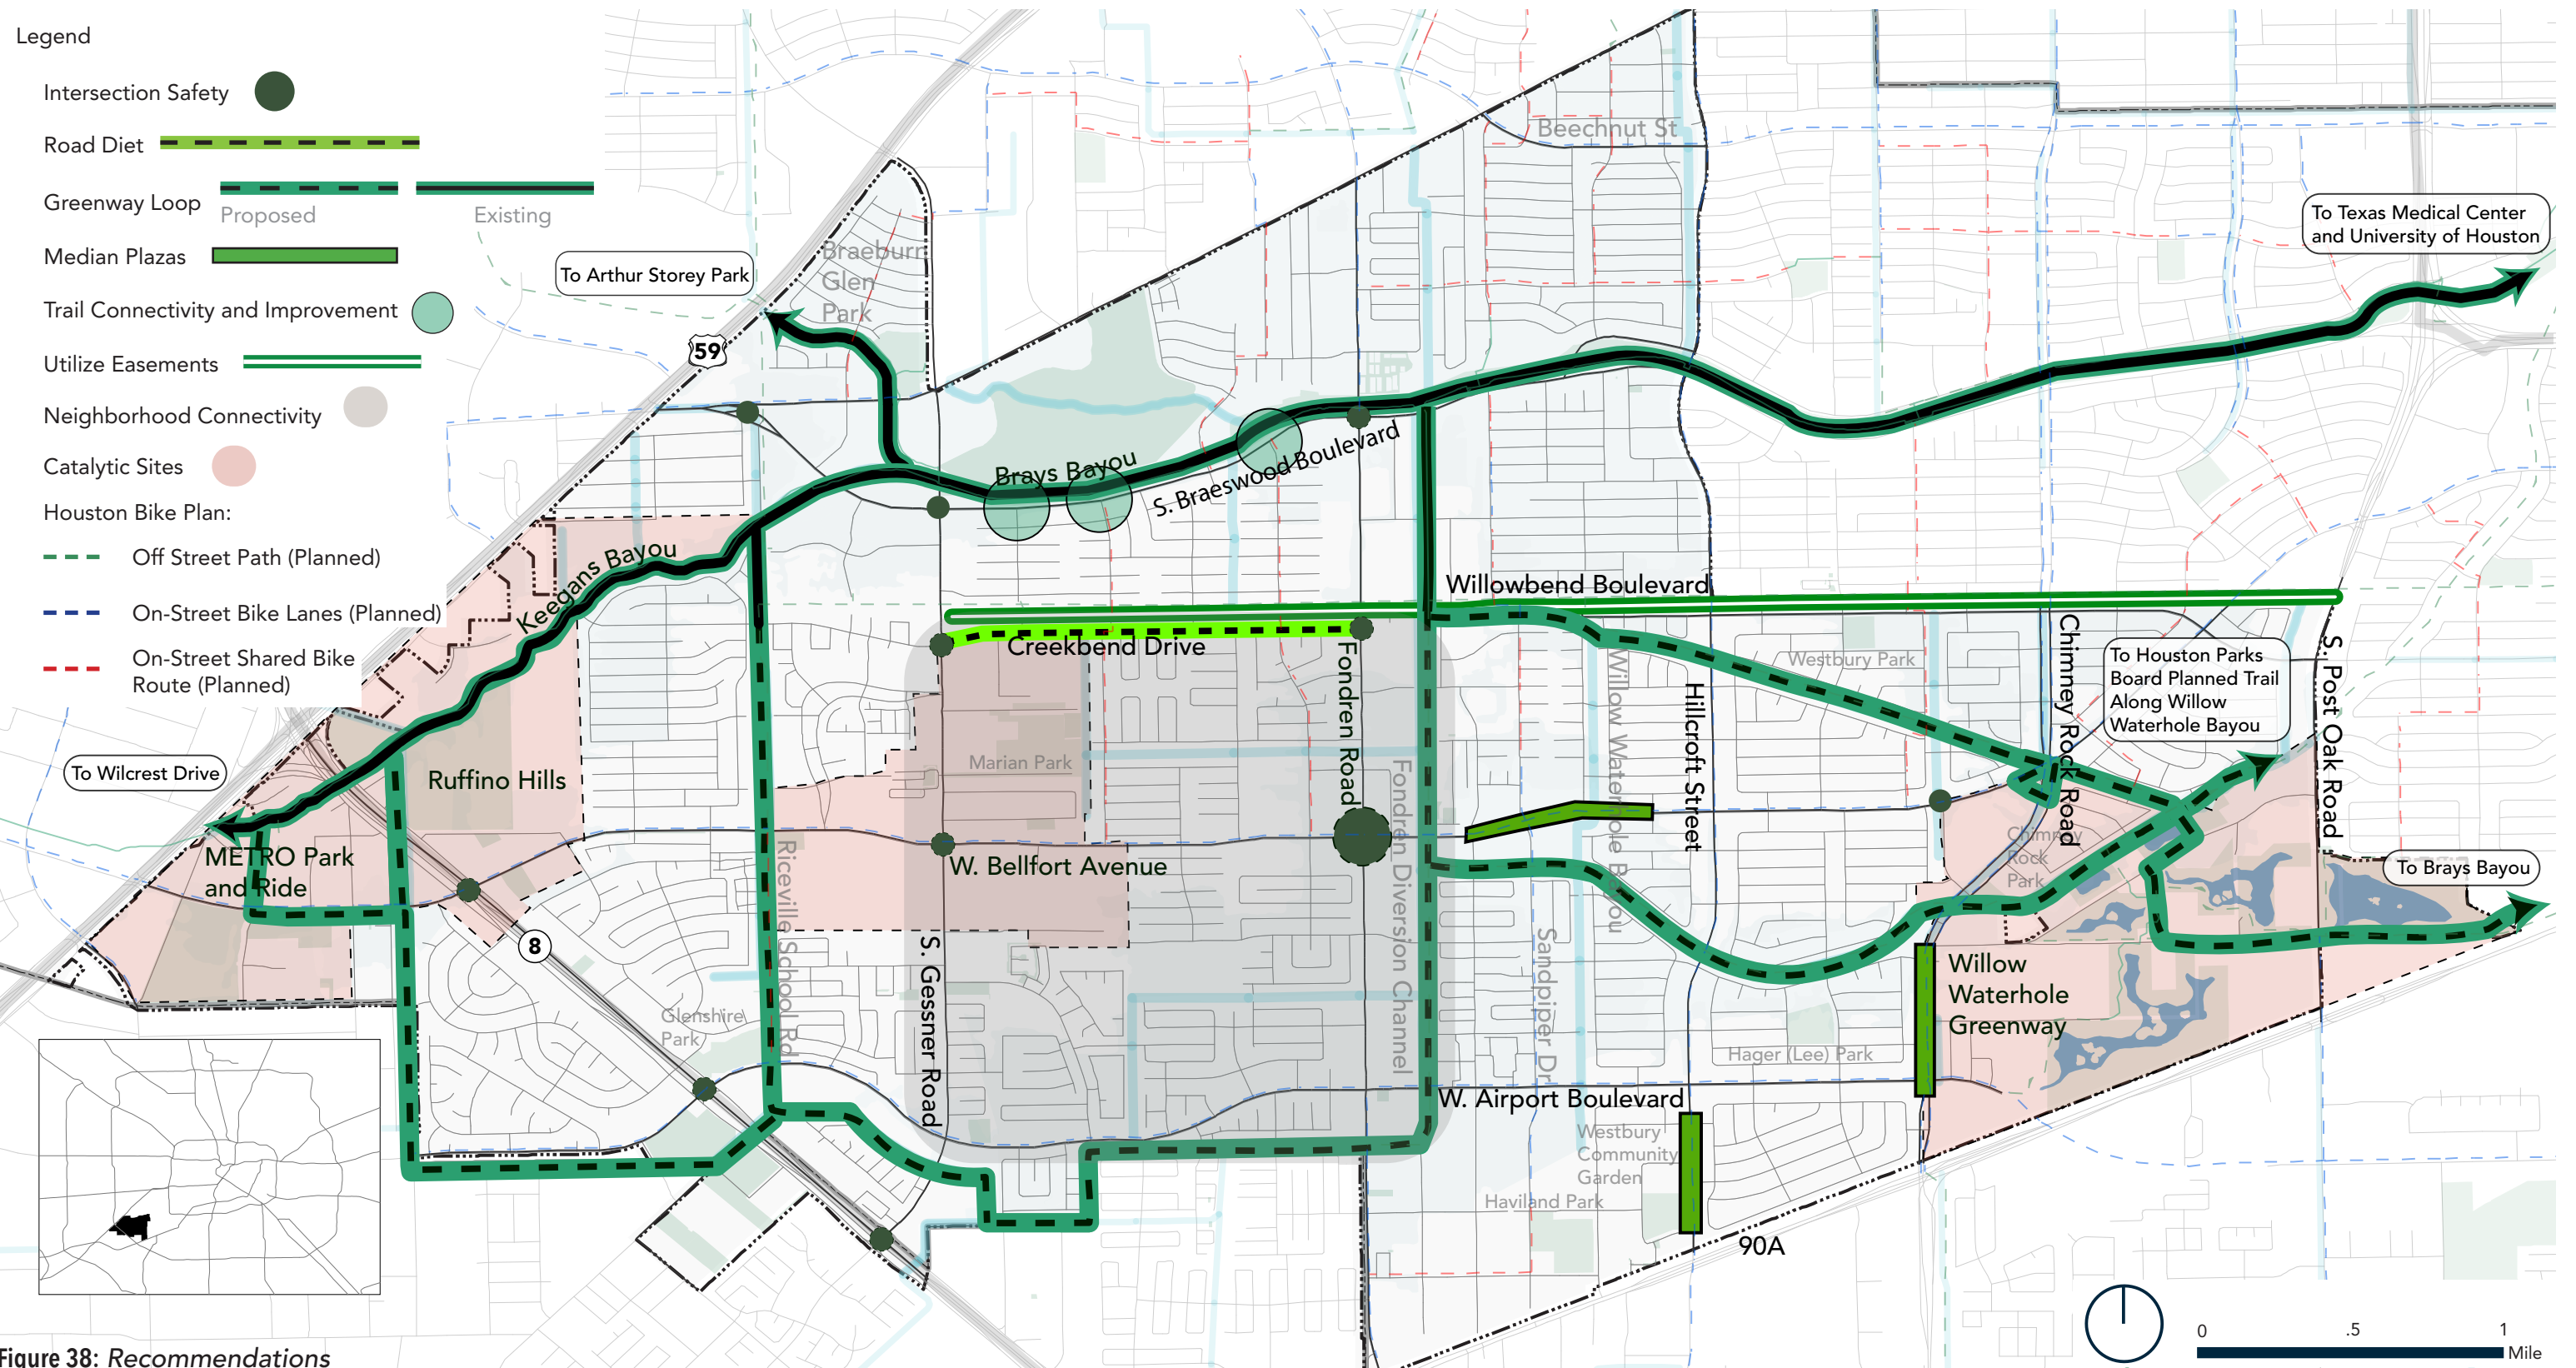 Legend
Intersection Safety
Road Diet
Greenway Loop
Proposed
Existing
Median Plazas
Trail Connectivity and Improvement
Utilize Easements
Neighborhood Connectivity
Catalytic Sites
Houston Bike Plan:
Off Street Path (Planned)
On-Street Bike Lanes (Planned)
On-Street Shared Bike
Route (Planned)
To Arthur Storey Park
59
Braeburn
Glen
Park
Beechnut St
To Texas Medical Center
and University of Houston
Brays Bayou
S. Braeswood Boulevard
Keegans Bayou
Willowbend Boulevard
Creekbend Drive
Fondren Road
Fondren Diversion Channel
Willow Waterhole Bayou
Hillcroft Street
Westbury Park
Chimney Rock Road
To Houston Parks
Board Planned Trail
Along Willow
Waterhole Bayou
S. Post Oak Road
To Wilcrest Drive
Ruffino Hills
Marian Park
METRO Park
and Ride
W. Bellfort Avenue
Riceville School Rd
Chimney
Rock
Park
To Brays Bayou
8
S. Gessner Road
Sandpiper Dr
Willow
Waterhole
Greenway
Glenshire
Park
Hager (Lee) Park
W. Airport Boulevard
Westbury
Community
Garden
Haviland Park
90A
0
.5
1
Mile
Figure 38: Recommendations